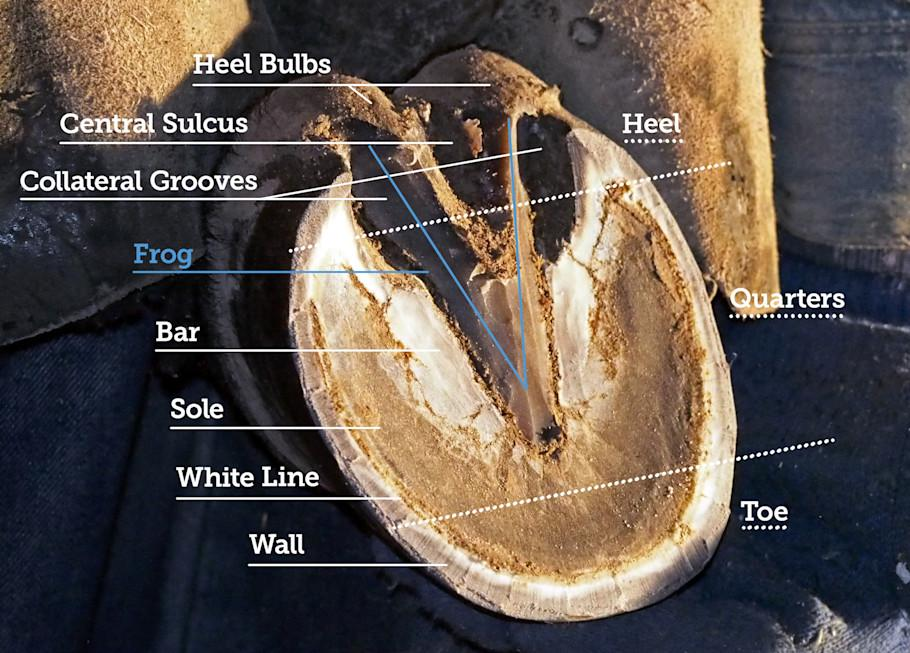 Heel Bulbs
Central Sulcus
Heel
Collateral Grooves
Frog
Quarters
Bar
Sole
White Line
Toe
Wall